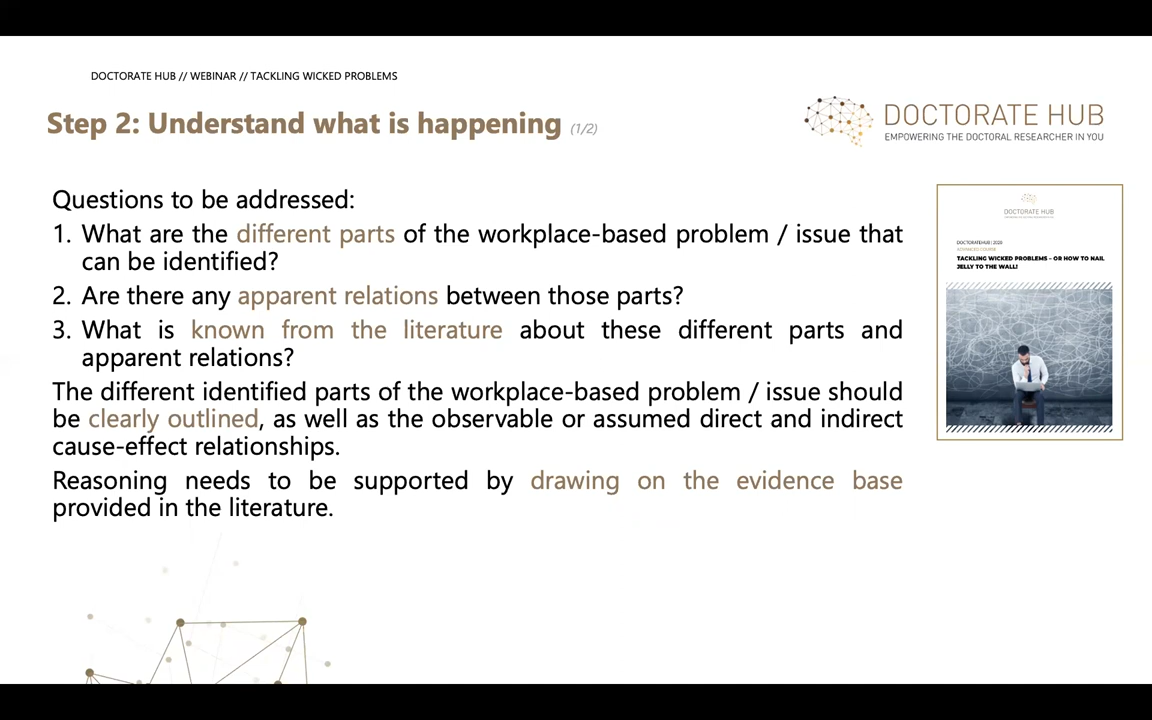 DOCTORATE HUB // WEBINAR // TACKLING WICKED PROBLEMS
Step 2: Understand what is happening (1/2)
DOCTORATE HUB
EMPOWERING THE DOCTORAL RESEARCHER IN YOU
Questions to be addressed:
1. What are the different parts of the workplace-based problem / issue that
can be identified?
2. Are there any apparent relations between those parts?
3. What is known from the literature about these different parts and
apparent relations?
The different identified parts of the workplace-based problem / issue should
be clearly outlined, as well as the observable or assumed direct and indirect
cause-effect relationships.
Reasoning needs to be supported by drawing on the evidence base
provided in the literature.
DOCTORATE HUB
DOCTORATEHUB | 2020
ADVANCED COURSE
TACKLING WICKED PROBLEMS – OR HOW TO NAIL
JELLY TO THE WALL!